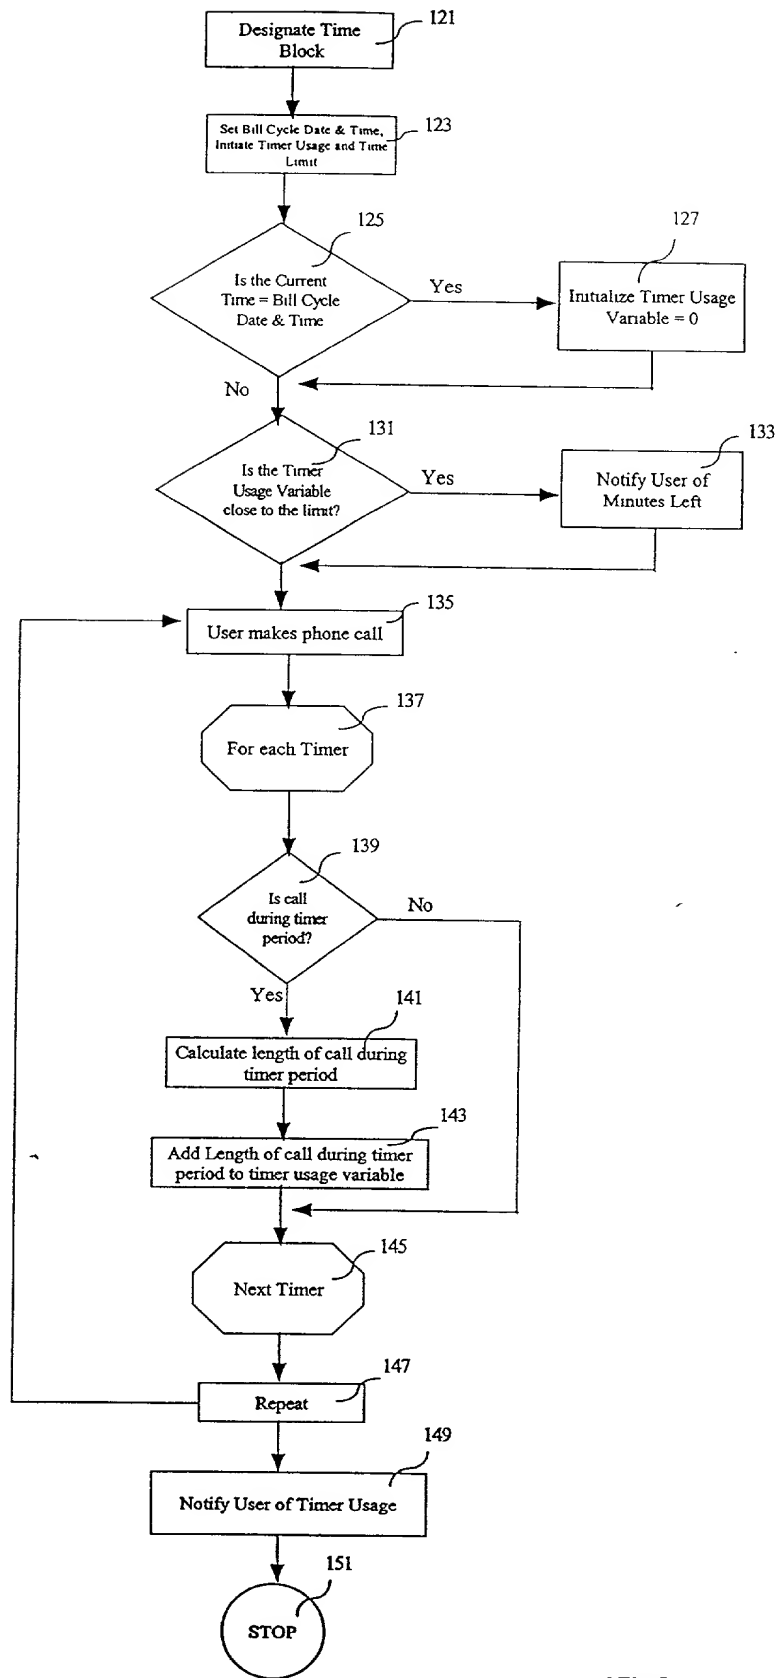 121
Designate Time
Block
123
Set Bill Cycle Date & Time,
Initiate Timer Usage and Time
Limit
125
Is the Current
Time = Bill Cycle
Date & Time
Yes
127
Initialize Timer Usage
Variable = 0
No
131
Is the Timer
Usage Variable
close to the limit?
Yes
133
Notify User of
Minutes Left
135
User makes phone call
137
For each Timer
139
Is call
during timer
period?
No
Yes
141
Calculate length of call during
timer period
143
Add Length of call during timer
period to timer usage variable
145
Next Timer
147
Repeat
149
Notify User of Timer Usage
151
STOP